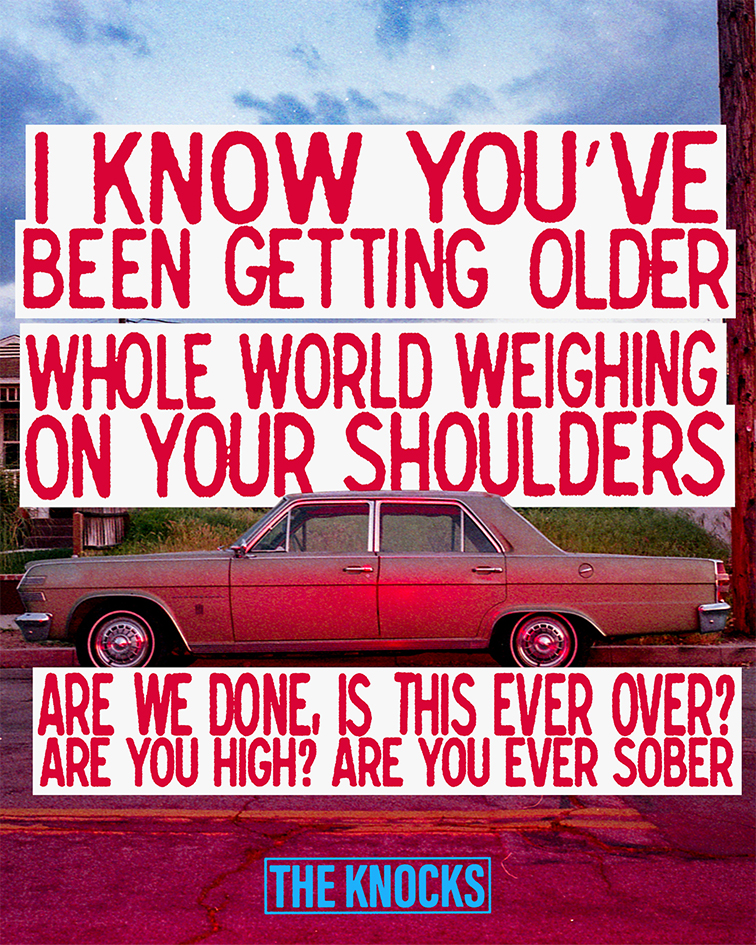 I KNOW YOU'VE
BEEN GETTING OLDER
WHOLE WORLD WEIGHING
ON YOUR SHOULDERS
ARE WE DONE, IS THIS EVER OVER?
ARE YOU HIGH? ARE YOU EVER SOBER
THE KNOCKS